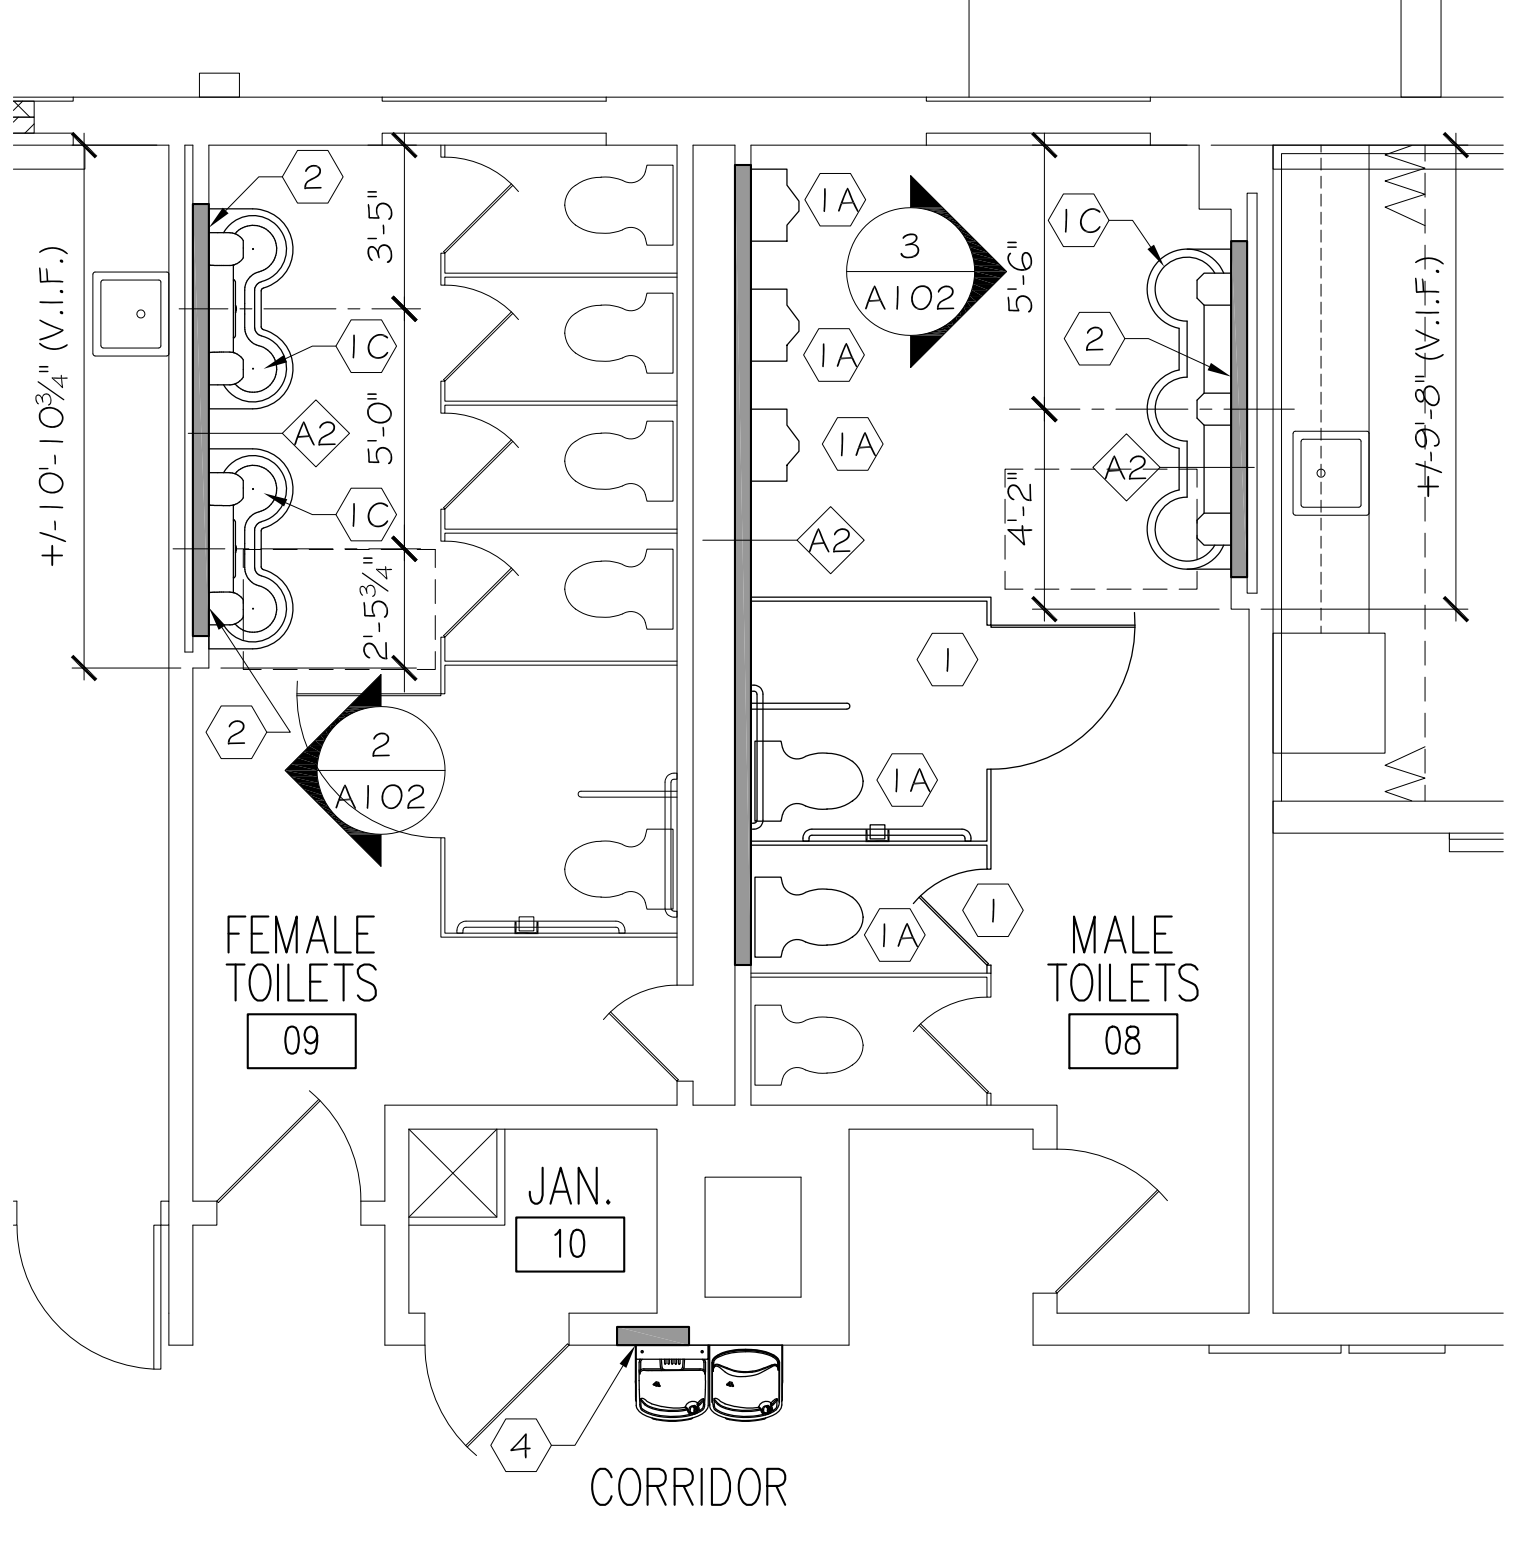 2
3'-5"
+/-10'-10¾" (V.I.F.)
1C
A2
5'-0"
1C
2'-5¾"
2
2
A102
1A
3
A102
1A
1A
A2
1C
5'-6"
2
A2
4'-2"
+/-9'-8" (V.I.F.)
1
1A
1A
1
FEMALE
TOILETS
09
MALE
TOILETS
08
JAN.
10
4
CORRIDOR